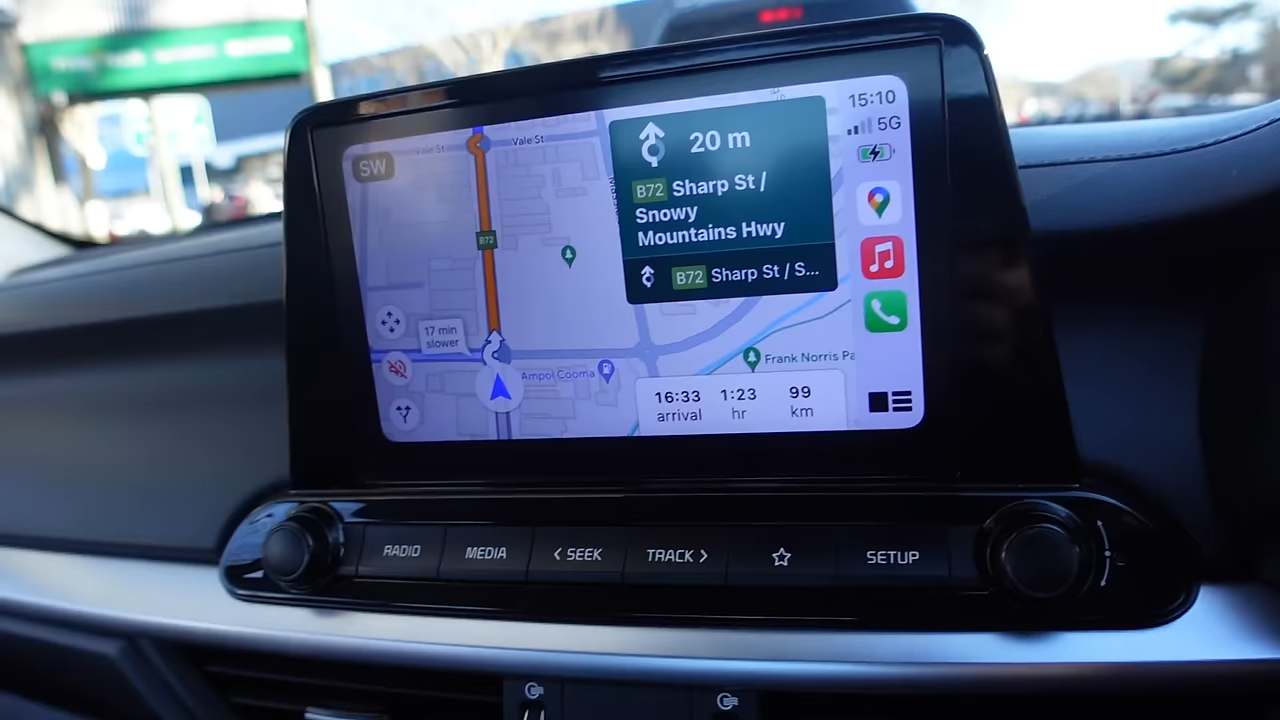 SW
Vale St
Vale St
20 m
B72 Sharp St /
Snowy
Mountains Hwy
B72 Sharp St / S...
15:10
5G
B72
17 min
slower
Ampol Cooma
Frank Norris Pa
16:33 1:23 99
arrival hr km
RADIO
MEDIA
< SEEK
TRACK >
SETUP